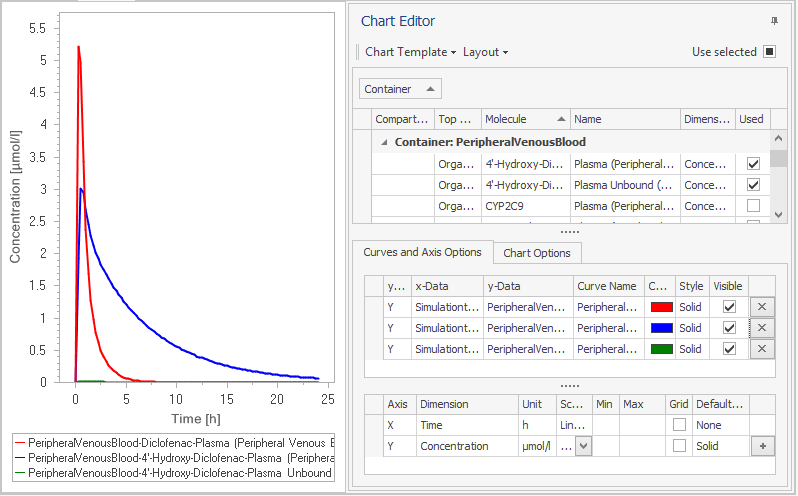 5.5
5
4.5
4
3.5
3
2.5
2
1.5
1
0.5
0
Concentration [µmol/l]
0 5 10 15 20 25
Time [h]
PeripheralVenousBlood-Diclofenac-Plasma (Peripheral Venous
PeripheralVenousBlood-4'-Hydroxy-Diclofenac-Plasma (Periphe
PeripheralVenousBlood-4'-Hydroxy-Diclofenac-Plasma Unbound
Chart Editor
Chart Template Layout Use selected
Container
Compart... Top ... Molecule Name Dimens... Used
Container: PeripheralVenousBlood
Orga... 4'-Hydroxy-Di... Plasma (Peripheral... Conce...
Orga... 4'-Hydroxy-Di... Plasma Unbound (... Conce...
Orga... CYP2C9 Plasma (Peripheral... Conce...
Curves and Axis Options Chart Options
y... x-Data y-Data Curve Name C... Style Visible
Y Simulationt... PeripheralVen... Peripheral... Solid
Y Simulationt... PeripheralVen... Peripheral... Solid
Y Simulationt... PeripheralVen... Peripheral... Solid
Axis Dimension Unit Sc... Min Max Grid Default...
X Time h Lin... None
Y Concentration µmol/l ... Solid +